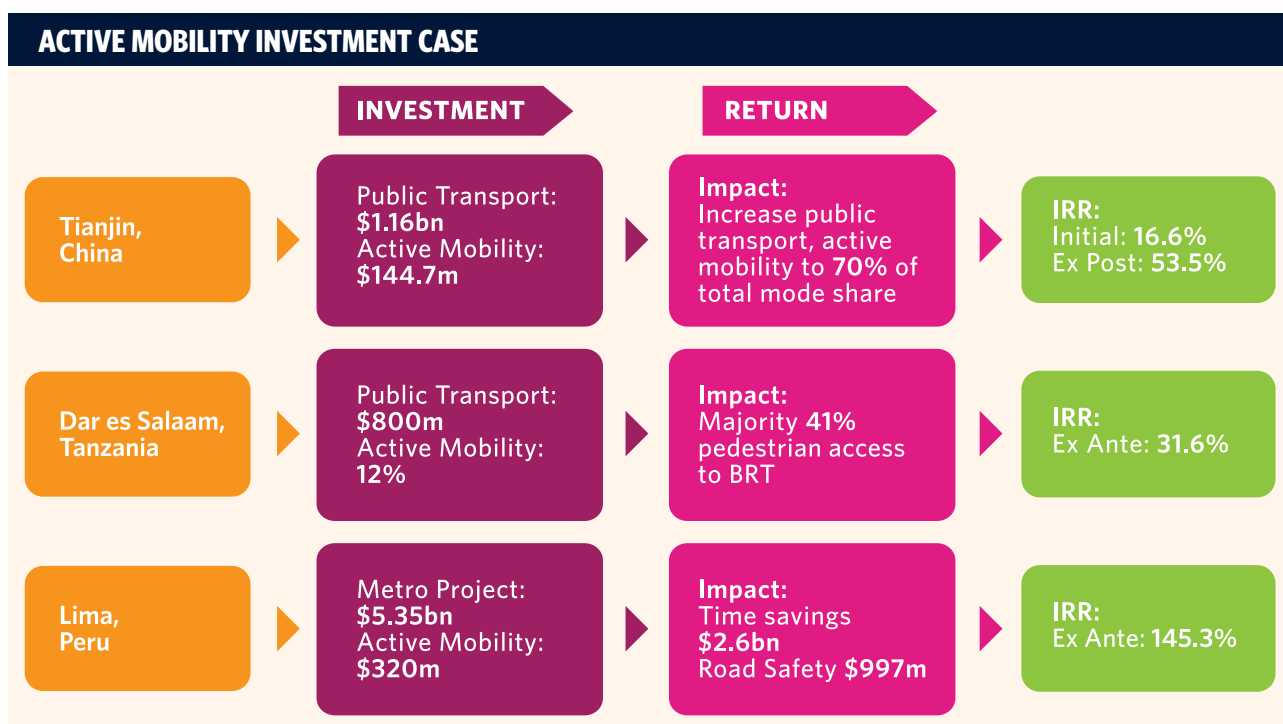 ACTIVE MOBILITY INVESTMENT CASE
INVESTMENT
RETURN
Tianjin,
China
Public Transport:
$1.16bn
Active Mobility:
$144.7m
Impact:
Increase public
transport, active
mobility to 70% of
total mode share
IRR:
Initial: 16.6%
Ex Post: 53.5%
Dar es Salaam,
Tanzania
Public Transport:
$800m
Active Mobility:
12%
Impact:
Majority 41%
pedestrian access
to BRT
IRR:
Ex Ante: 31.6%
Lima,
Peru
Metro Project:
$5.35bn
Active Mobility:
$320m
Impact:
Time savings
$2.6bn
Road Safety $997m
IRR:
Ex Ante: 145.3%